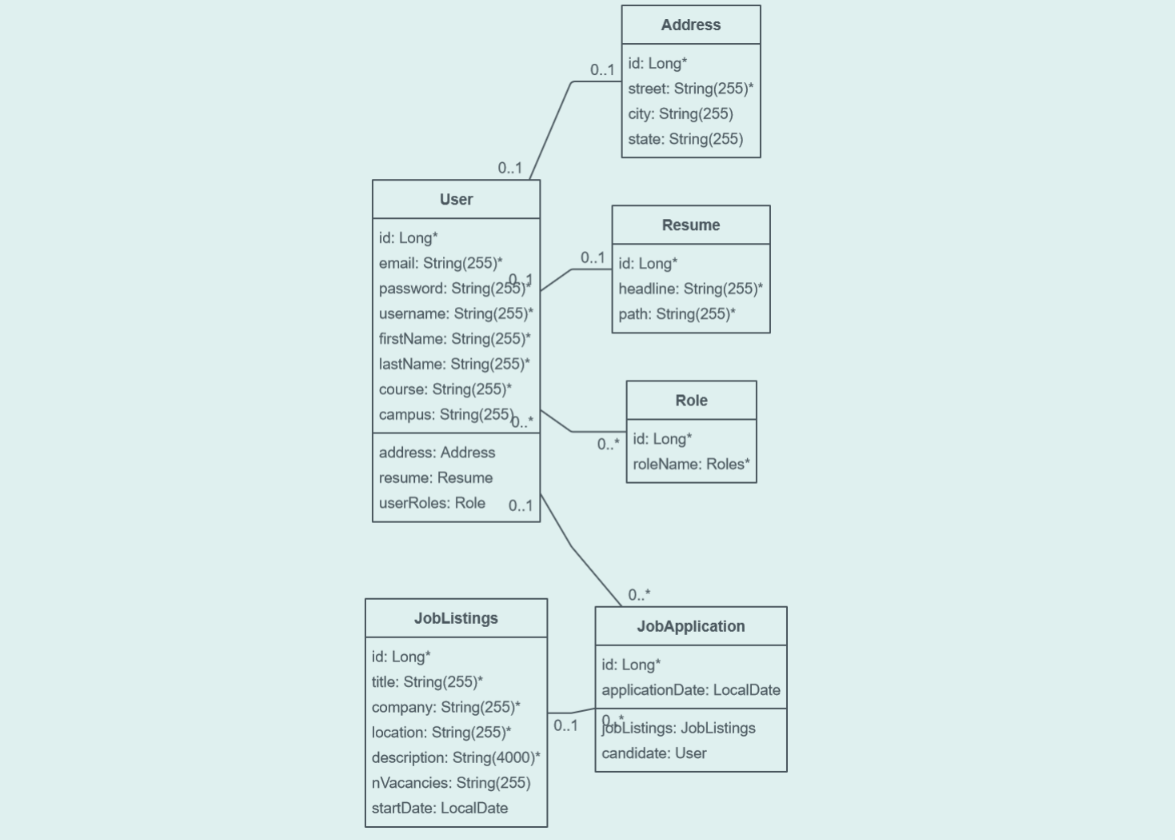 Address
id: Long*
street: String(255)*
city: String(255)
state: String(255)
0..1
0..1
User
id: Long*
email: String(255)*
password: String(255)*
username: String(255)*
firstName: String(255)*
lastName: String(255)*
course: String(255)*
campus: String(255)
address: Address
resume: Resume
userRoles: Role
0..1
0..1
Resume
id: Long*
headline: String(255)*
path: String(255)*
0..*
0..*
Role
id: Long*
roleName: Roles*
0..1
0..*
JobListings
id: Long*
title: String(255)*
company: String(255)*
location: String(255)*
description: String(4000)*
nVacancies: String(255)
startDate: LocalDate
0..1
0..*
JobApplication
id: Long*
applicationDate: LocalDate
jobListings: JobListings
candidate: User